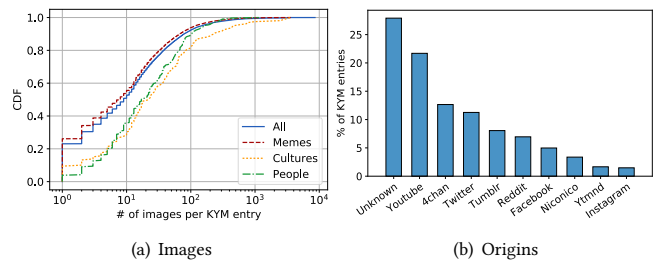 1.0
0.8
0.6
0.4
0.2
0.0
CDF
All
Memes
Cultures
People
10^0
10^1
10^2
10^3
10^4
# of images per KYM entry
(a) Images
25
20
15
10
5
0
% of KYM entries
Unknown
Youtube
4chan
Twitter
Tumblr
Reddit
Facebook
Niconico
Ytmnd
Instagram
(b) Origins